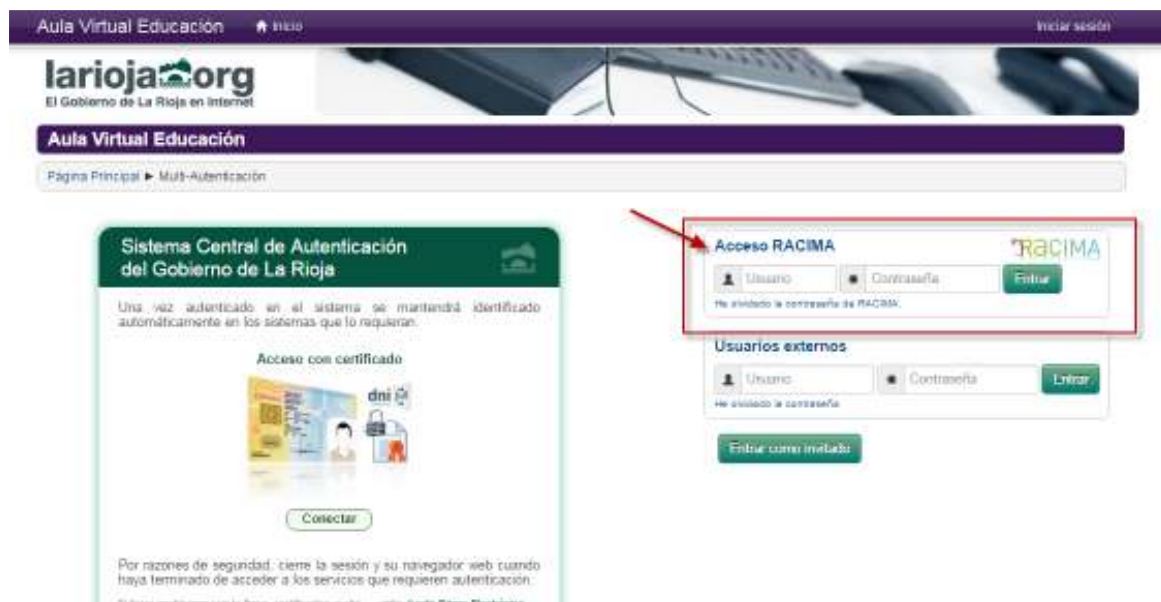 Aula Virtual Educación Inicio Iniciar sesión
larioja.org
El Gobierno de La Rioja en Internet
Aula Virtual Educación
Página Principal ► Multi-Autenticación
Sistema Central de Autenticación
del Gobierno de La Rioja
Una vez autenticado en el sistema se mantendrá identificado
automáticamente en los sistemas que lo requieran.
Acceso con certificado
dni e
Conectar
Por razones de seguridad, cierre la sesión y su navegador web cuando
haya terminado de acceder a los servicios que requieren autenticación.
Acceso RACIMA
RACIMA
Usuario Contraseña Entrar
He olvidado la contraseña de RACIMA.
Usuarios externos
Usuario Contraseña Entrar
He olvidado la contraseña
Entrar como invitado